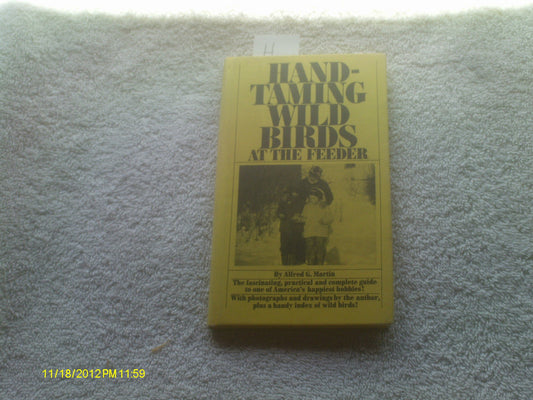 H
HAND-
TAMING
WILD
BIRDS
AT THE FEEDER
By Alfred G. Martin
The fascinating, practical and complete guide
to one of America's happiest hobbies!
With photographs and drawings by the author,
plus a handy index of wild birds!
11/18/2012 PM 11:59